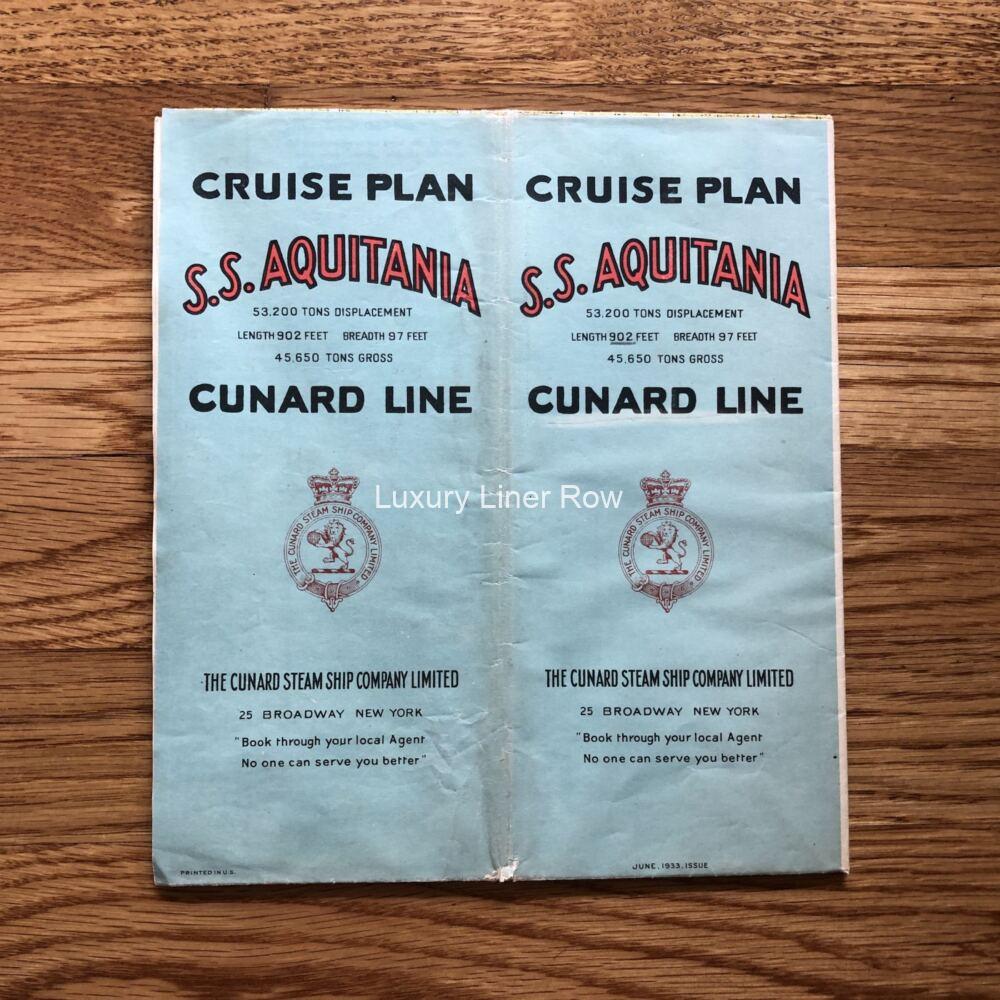 CRUISE PLAN
S.S. AQUITANIA
53.200 TONS DISPLACEMENT
LENGTH 902 FEET BREADTH 97 FEET
45,650 TONS GROSS
CUNARD LINE
THE CUNARD STEAM SHIP COMPANY LIMITED
THE CUNARD STEAM SHIP COMPANY LIMITED
25 BROADWAY NEW YORK
"Book through your local Agent
No one can serve you better"
PRINTED IN U.S.
CRUISE PLAN
S.S. AQUITANIA
53.200 TONS DISPLACEMENT
LENGTH 902 FEET BREADTH 97 FEET
45,650 TONS GROSS
CUNARD LINE
THE CUNARD STEAM SHIP COMPANY LIMITED
THE CUNARD STEAM SHIP COMPANY LIMITED
25 BROADWAY NEW YORK
"Book through your local Agent
No one can serve you better"
JUNE, 1933, ISSUE
Luxury Liner Row